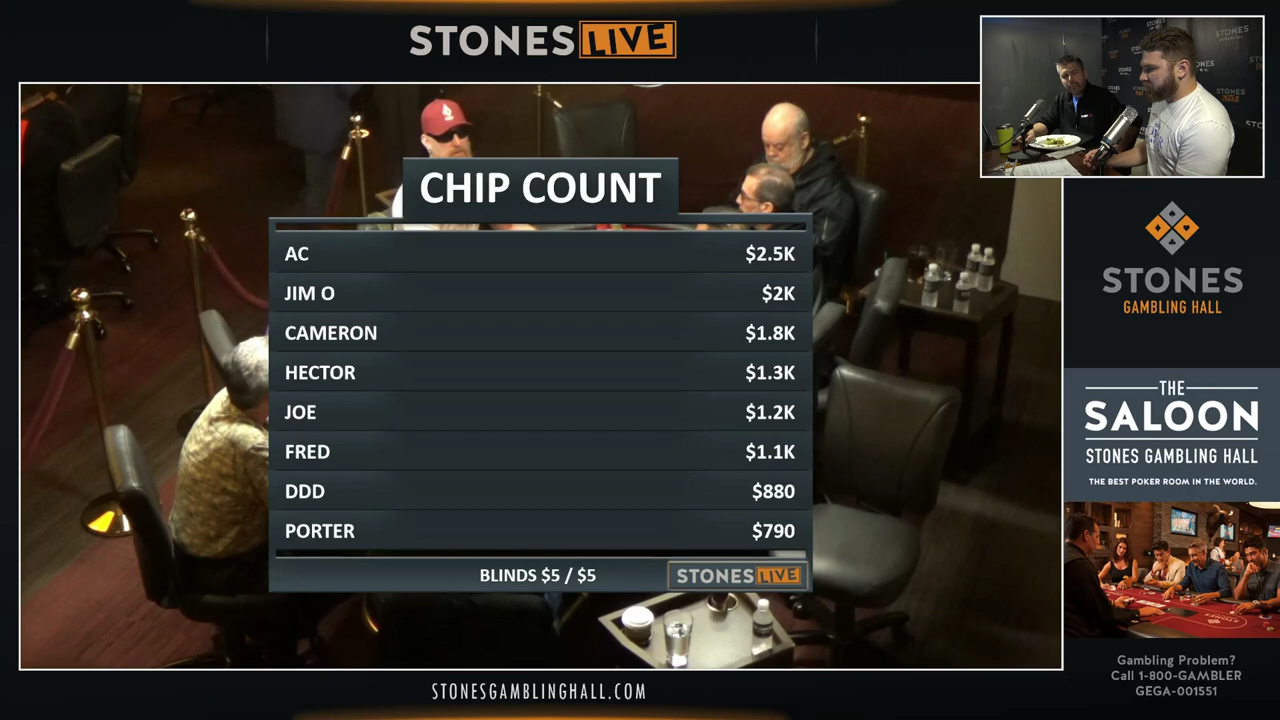 STONES LIVE
CHIP COUNT
AC $2.5K
JIM O $2K
CAMERON $1.8K
HECTOR $1.3K
JOE $1.2K
FRED $1.1K
DDD $880
PORTER $790
BLINDS $5 / $5
STONES LIVE
STONES
GAMBLING HALL
THE
SALOON
STONES GAMBLING HALL
THE BEST POKER ROOM IN THE WORLD.
Gambling Problem?
Call 1-800-GAMBLER
GEGA-001551
STONESGAMBLINGHALL.COM